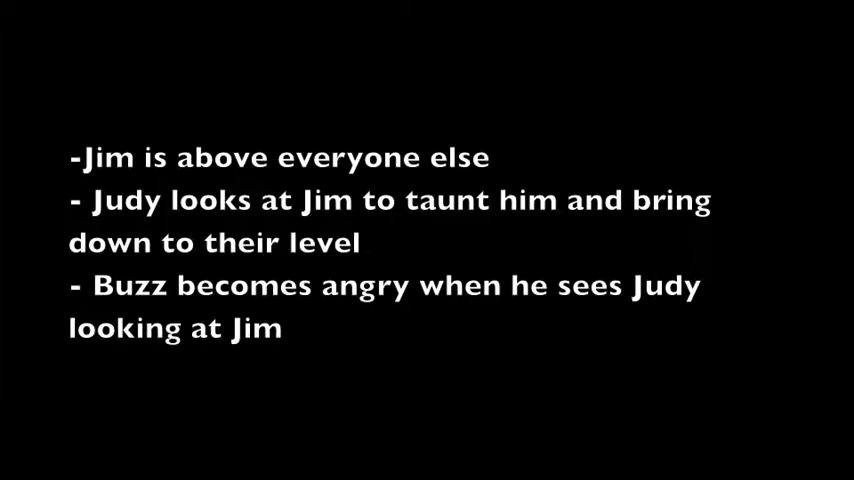 -Jim is above everyone else
- Judy looks at Jim to taunt him and bring
down to their level
- Buzz becomes angry when he sees Judy
looking at Jim